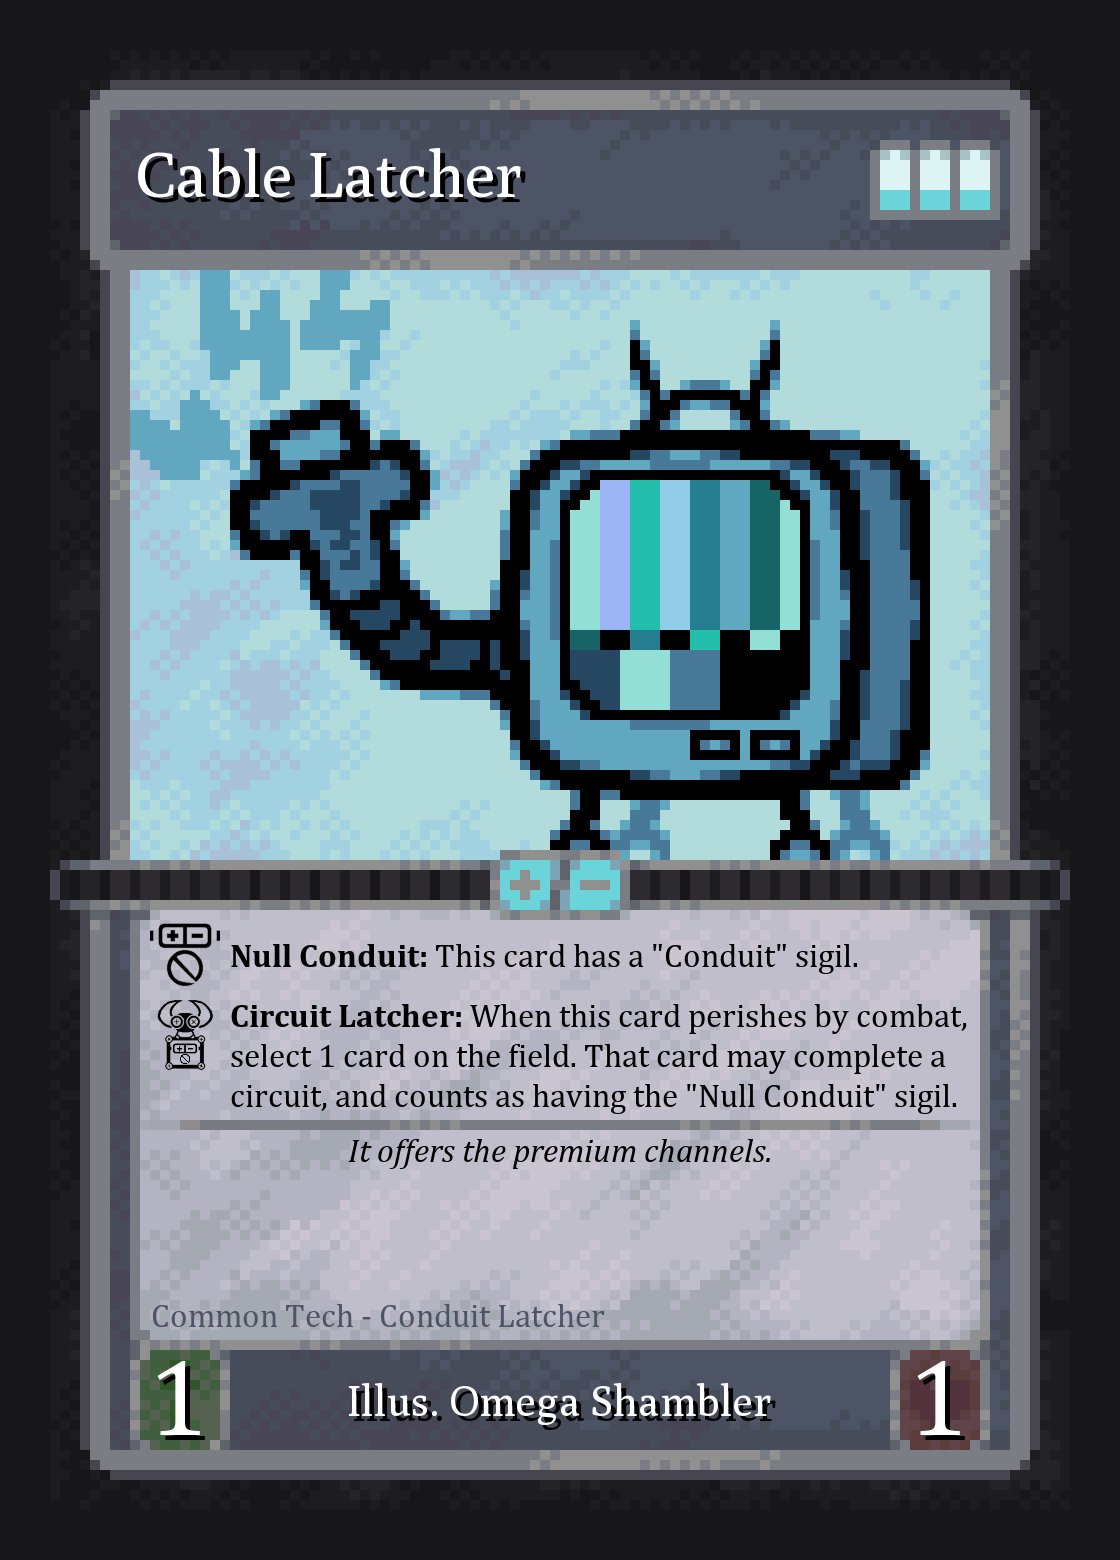 Cable Latcher
Null Conduit: This card has a "Conduit" sigil.
Circuit Latcher: When this card perishes by combat,
select 1 card on the field. That card may complete a
circuit, and counts as having the "Null Conduit" sigil.
It offers the premium channels.
Common Tech - Conduit Latcher
1
Illus. Omega Shambler
1